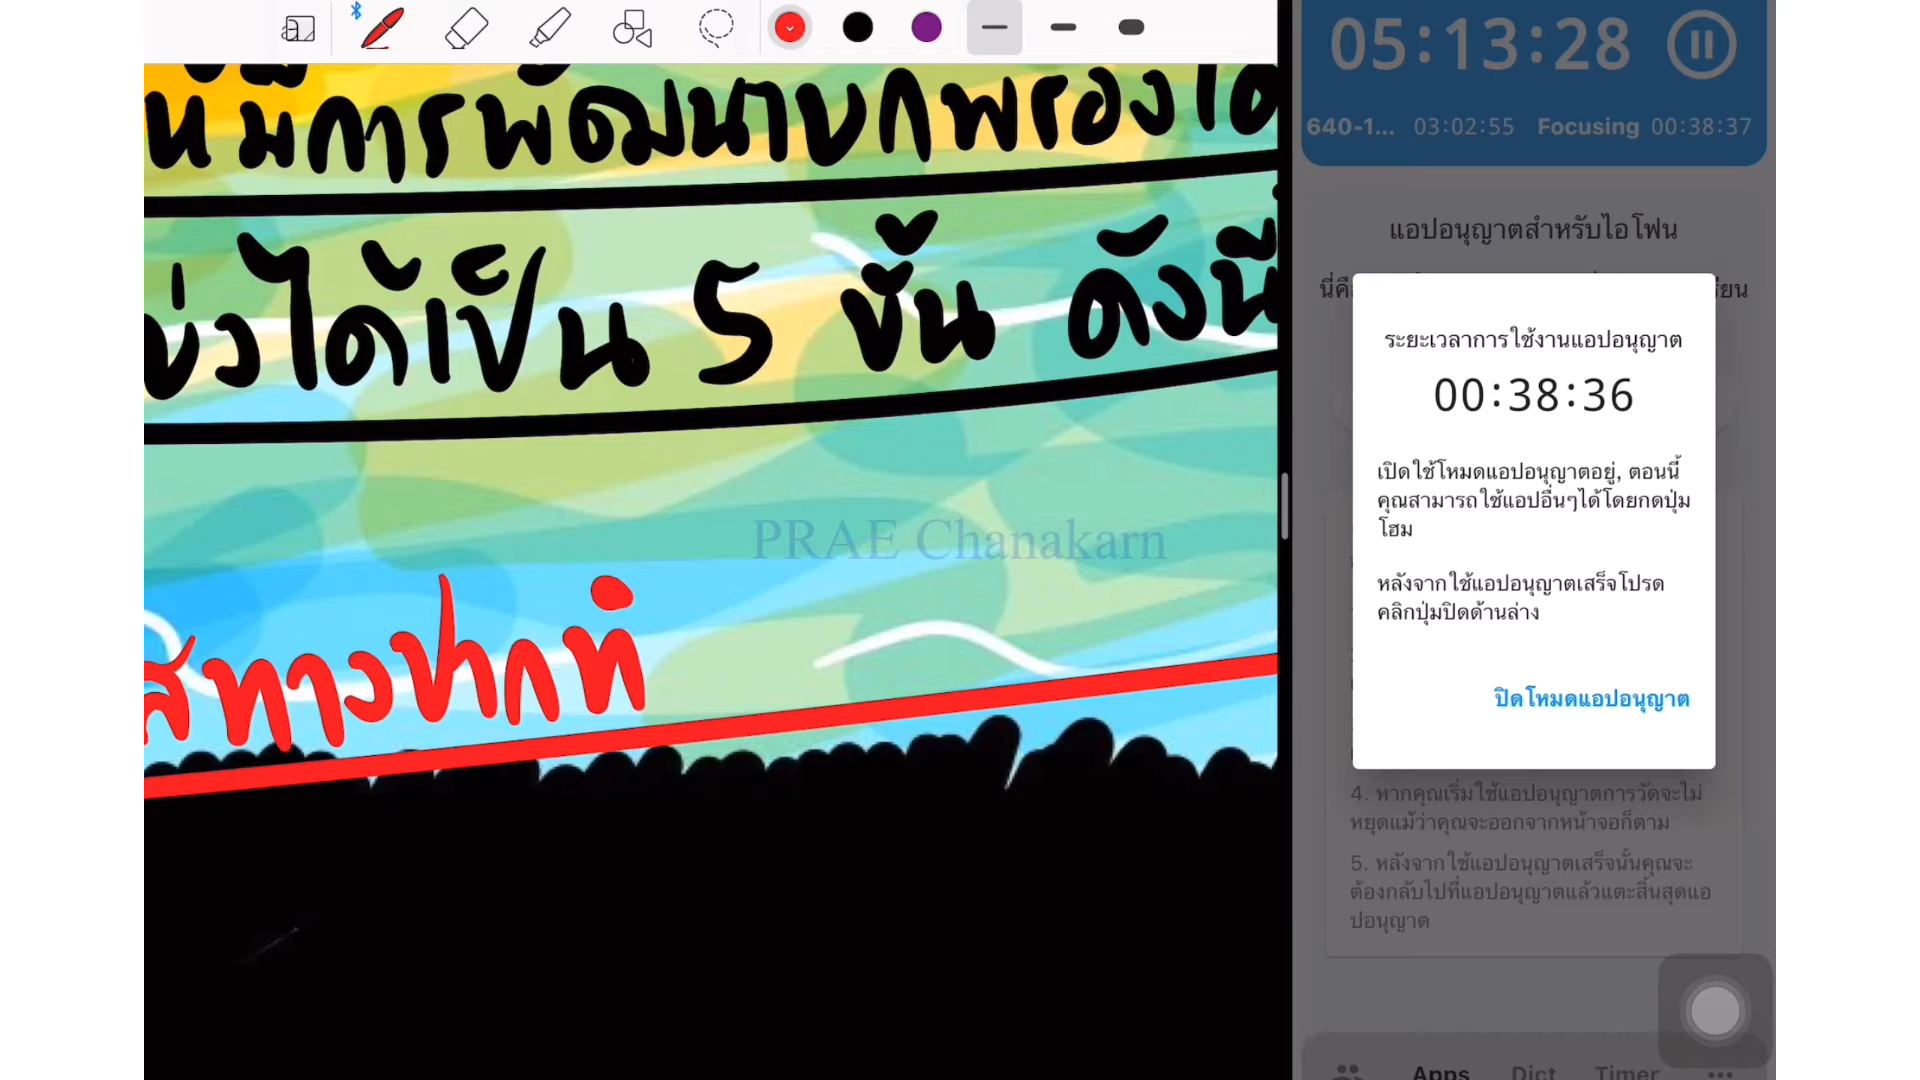 ให้มีการพัฒนาบกพร่องได้
แบ่งได้เป็น 5 ขั้น ดังนี้
PRAE Chanakarn
สทางปากที่
05:13:28
640-1... 03:02:55 Focusing 00:38:37
แอปอนุญาตสำหรับไอโฟน
นี่คื
รียน
ระยะเวลาการใช้งานแอปอนุญาต
00:38:36
เปิดใช้โหมดแอปอนุญาตอยู่, ตอนนี้
คุณสามารถใช้แอปอื่นๆได้โดยกดปุ่ม
โฮม
หลังจากใช้แอปอนุญาตเสร็จโปรด
คลิกปุ่มปิดด้านล่าง
ปิดโหมดแอปอนุญาต
4. หากคุณเริ่มใช้แอปอนุญาตการวัดจะไม่
หยุดแม้ว่าคุณจะออกจากหน้าจอก็ตาม
5. หลังจากใช้แอปอนุญาตเสร็จนั้นคุณจะ
ต้องกลับไปที่แอปอนุญาตแล้วแตะสิ้นสุดแอ
ปอนุญาต
Apps Dict Timer